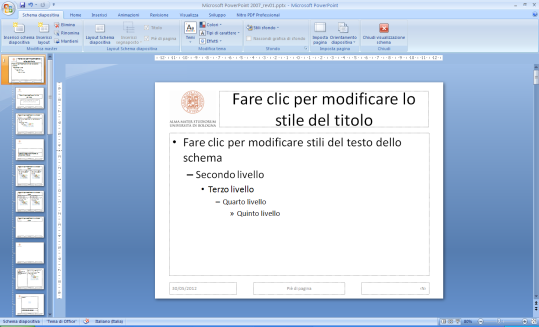 Microsoft PowerPoint 2007_rev01.pptx - Microsoft PowerPoint
Schema diapositiva Home Inserisci Animazioni Revisione Visualizza Sviluppo Nitro PDF Professional
Inserisci schema diapositiva
Inserisci layout
Elimina
Rinomina
Mantieni
Modifica master
Layout Schema diapositiva
Inserisci segnaposto
Titolo
Piè di pagina
Layout Schema diapositiva
Temi
Colori
Tipi di carattere
Effetti
Modifica tema
Stili sfondo
Nascondi grafica di sfondo
Sfondo
Imposta pagina
Orientamento diapositiva
Imposta pagina
Chiudi visualizzazione schema
Chiudi
ALMA MATER STUDIORUM
UNIVERSITÀ DI BOLOGNA
Fare clic per modificare lo
stile del titolo
• Fare clic per modificare stili del testo dello
schema
– Secondo livello
• Terzo livello
– Quarto livello
» Quinto livello
Piè di pagina
Schema diapositiva "Tema di Office" Italiano (Italia)